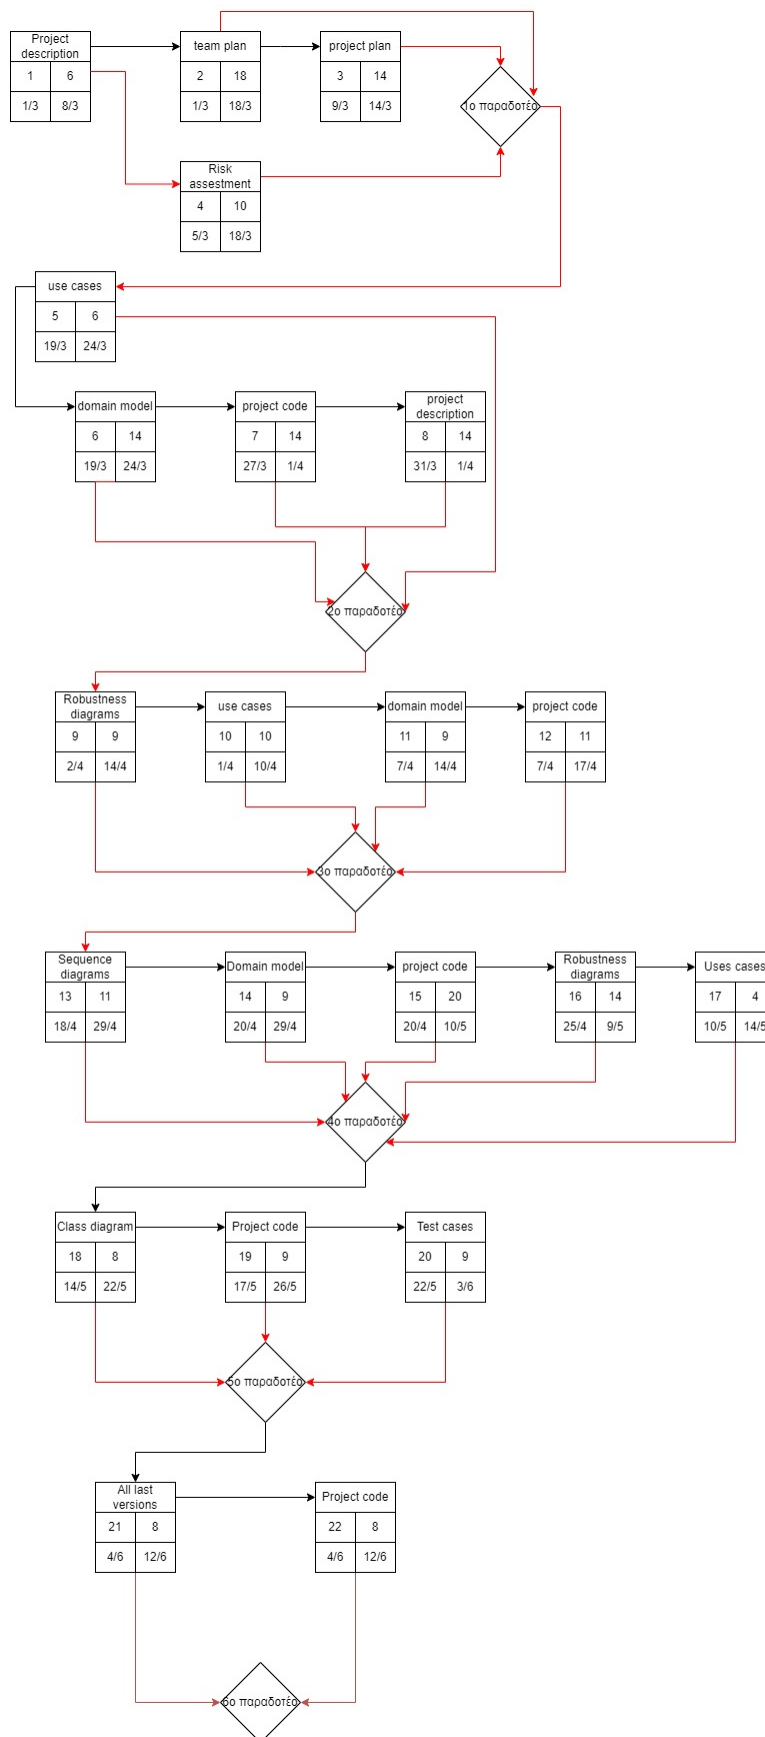 Project
description
1 6
1/3 8/3
team plan
2 18
1/3 18/3
project plan
3 14
9/3 14/3
1ο παραδοτέο
Risk
assestment
4 10
5/3 18/3
use cases
5 6
19/3 24/3
domain model
6 14
19/3 24/3
project code
7 14
27/3 1/4
project
description
8 14
31/3 1/4
2ο παραδοτέο
Robustness
diagrams
9 9
2/4 14/4
use cases
10 10
1/4 10/4
domain model
11 9
7/4 14/4
project code
12 11
7/4 17/4
3ο παραδοτέο
Sequence
diagrams
13 11
18/4 29/4
Domain model
14 9
20/4 29/4
project code
15 20
20/4 10/5
Robustness
diagrams
16 14
25/4 9/5
Uses cases
17 4
10/5 14/5
4ο παραδοτέο
Class diagram
18 8
14/5 22/5
Project code
19 9
17/5 26/5
Test cases
20 9
22/5 3/6
5ο παραδοτέο
All last
versions
21 8
4/6 12/6
Project code
22 8
4/6 12/6
6ο παραδοτέο